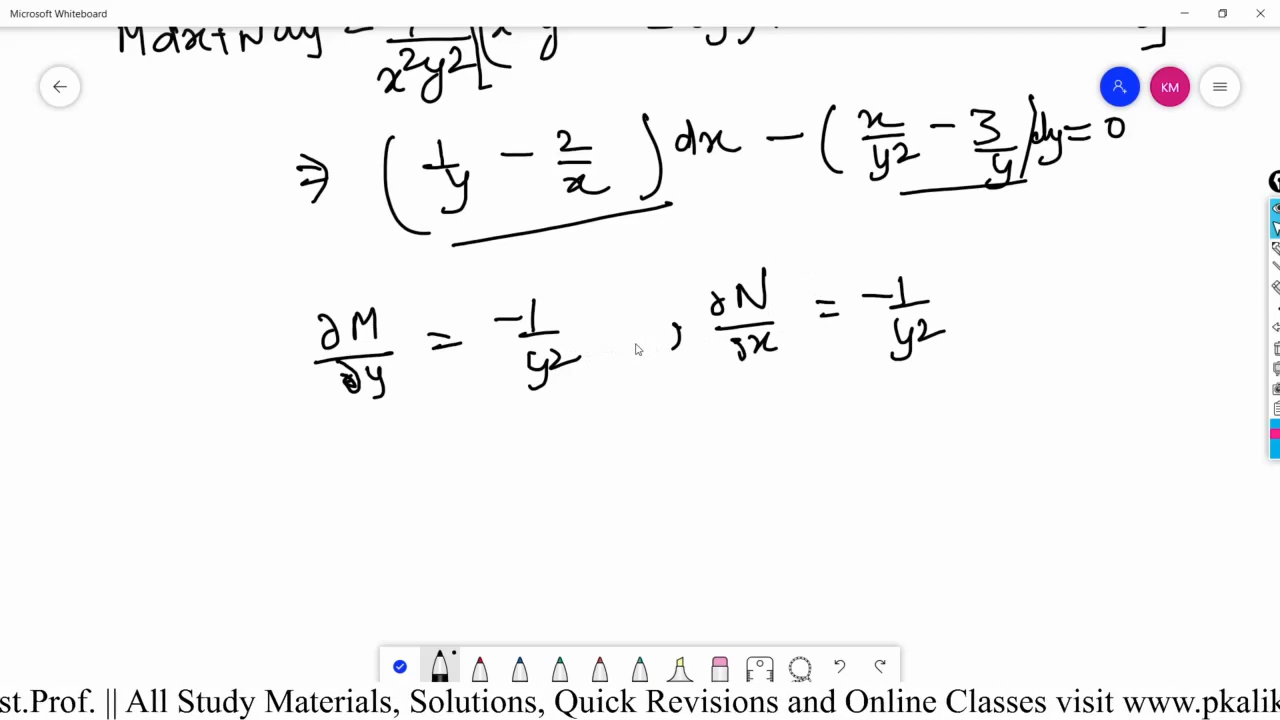 Microsoft Whiteboard
Mdx+Ndy = 1/x²y² [(x
KM
⇒ (1/y − 2/x) dx − (x/y² − 3/y) dy = 0
∂M/∂y = −1/y² , ∂N/∂x = −1/y²
st.Prof. || All Study Materials, Solutions, Quick Revisions and Online Classes visit www.pkalik